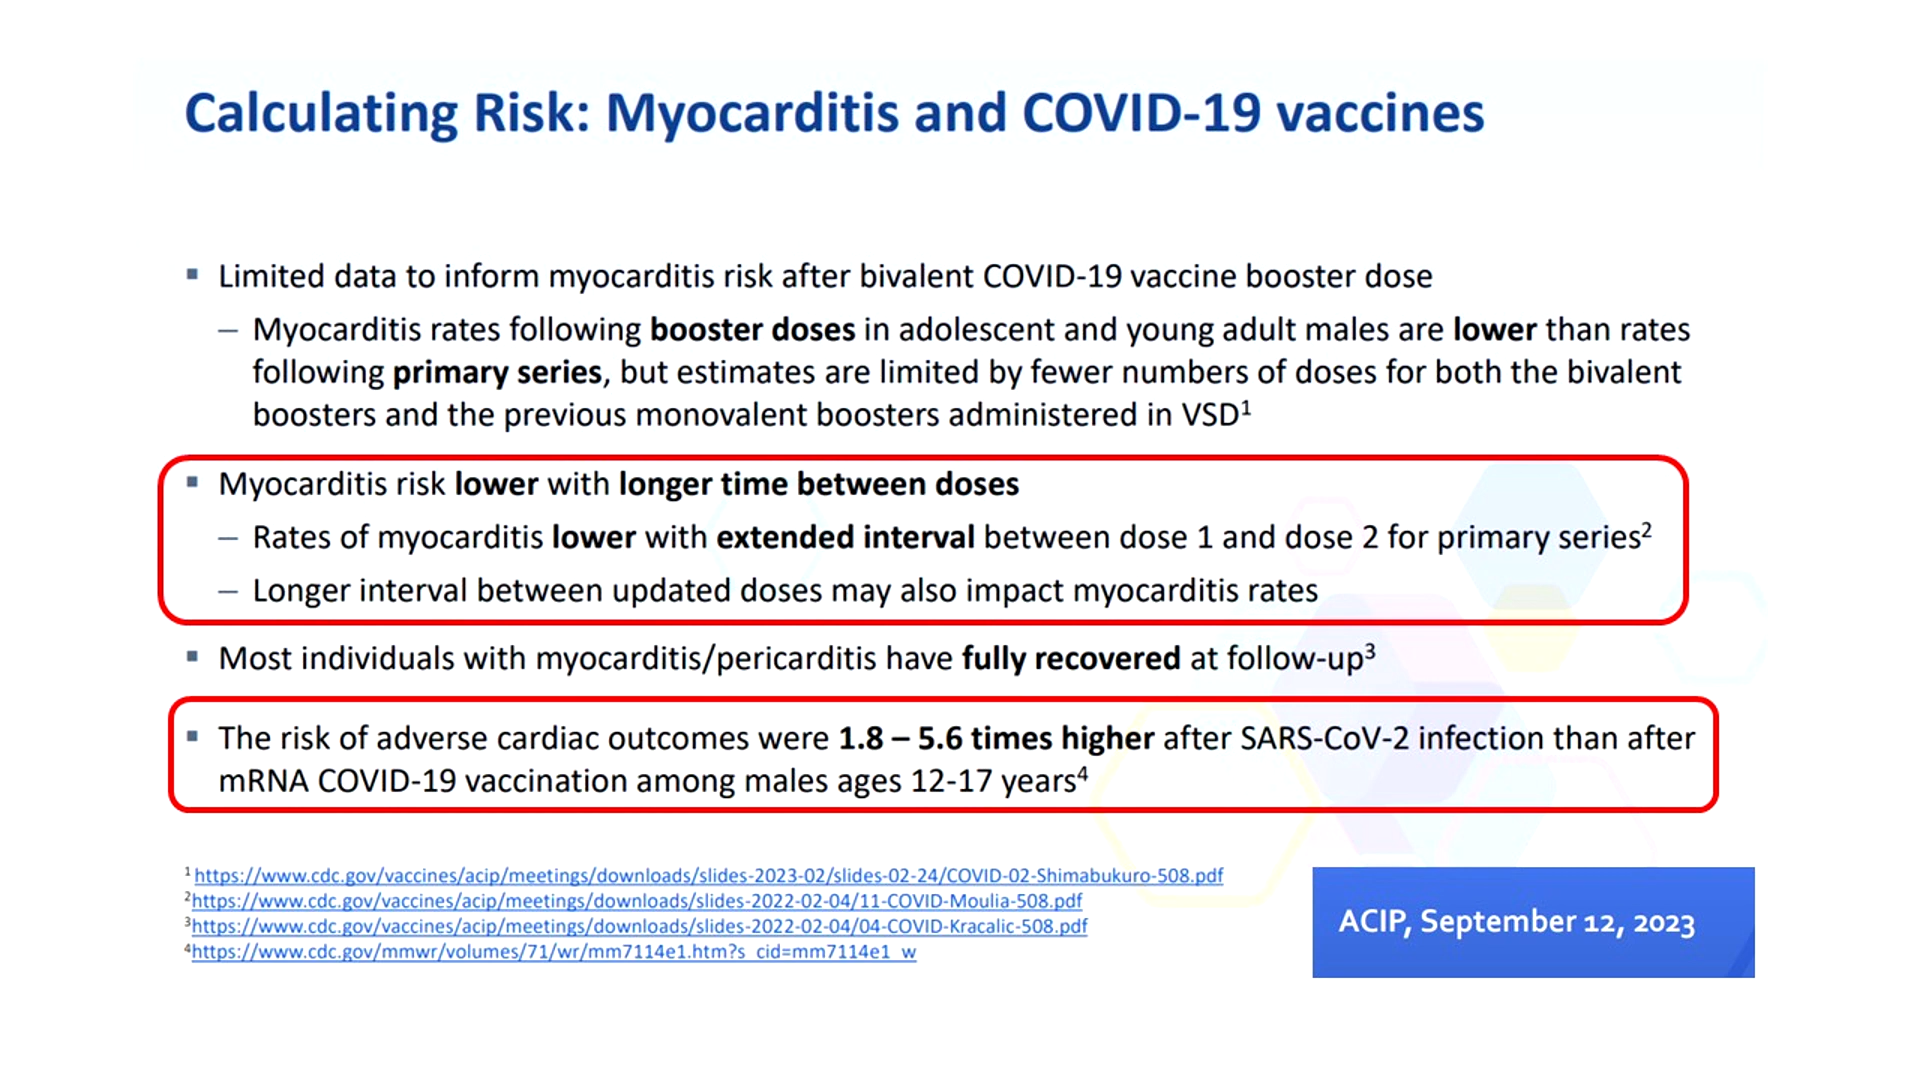 Calculating Risk: Myocarditis and COVID-19 vaccines
▪ Limited data to inform myocarditis risk after bivalent COVID-19 vaccine booster dose
– Myocarditis rates following booster doses in adolescent and young adult males are lower than rates
following primary series, but estimates are limited by fewer numbers of doses for both the bivalent
boosters and the previous monovalent boosters administered in VSD¹
▪ Myocarditis risk lower with longer time between doses
– Rates of myocarditis lower with extended interval between dose 1 and dose 2 for primary series²
– Longer interval between updated doses may also impact myocarditis rates
▪ Most individuals with myocarditis/pericarditis have fully recovered at follow-up³
▪ The risk of adverse cardiac outcomes were 1.8 – 5.6 times higher after SARS-CoV-2 infection than after
mRNA COVID-19 vaccination among males ages 12-17 years⁴
¹ https://www.cdc.gov/vaccines/acip/meetings/downloads/slides-2023-02/slides-02-24/COVID-02-Shimabukuro-508.pdf
²https://www.cdc.gov/vaccines/acip/meetings/downloads/slides-2022-02-04/11-COVID-Moulia-508.pdf
³https://www.cdc.gov/vaccines/acip/meetings/downloads/slides-2022-02-04/04-COVID-Kracalic-508.pdf
⁴https://www.cdc.gov/mmwr/volumes/71/wr/mm7114e1.htm?s_cid=mm7114e1_w
ACIP, September 12, 2023